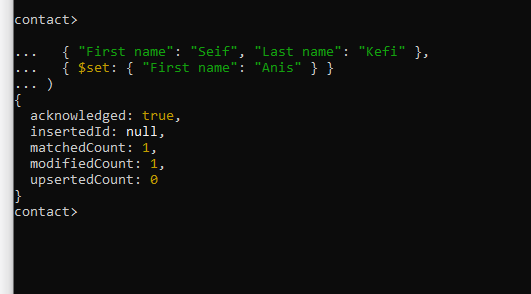 contact>
...   { "First name": "Seif", "Last name": "Kefi" },
...   { $set: { "First name": "Anis" } }
... )
{
  acknowledged: true,
  insertedId: null,
  matchedCount: 1,
  modifiedCount: 1,
  upsertedCount: 0
}
contact>